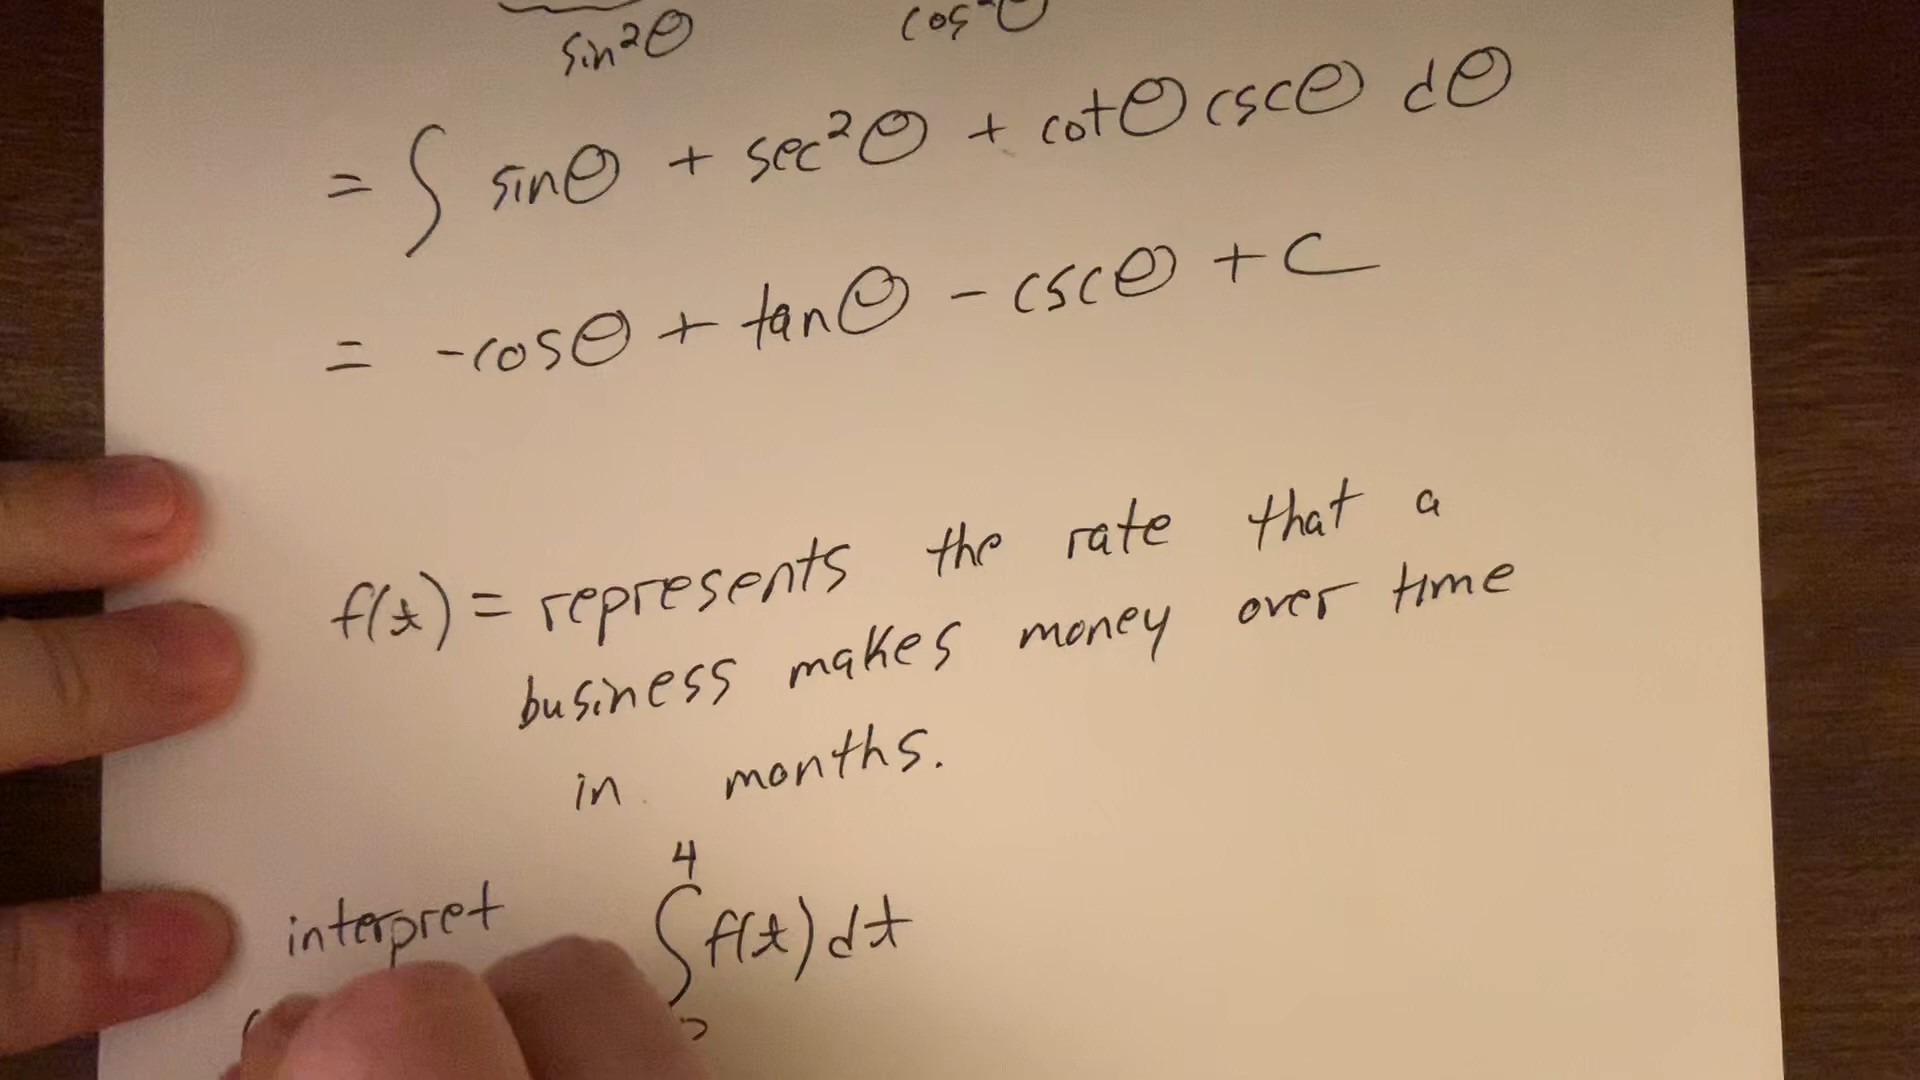 sin²θ cos²θ
= ∫ sinθ + sec²θ + cotθ cscθ dθ
= -cosθ + tanθ - cscθ + C
f(t) = represents the rate that a
business makes money over time
in months.
4
interpret ∫ f(t) dt